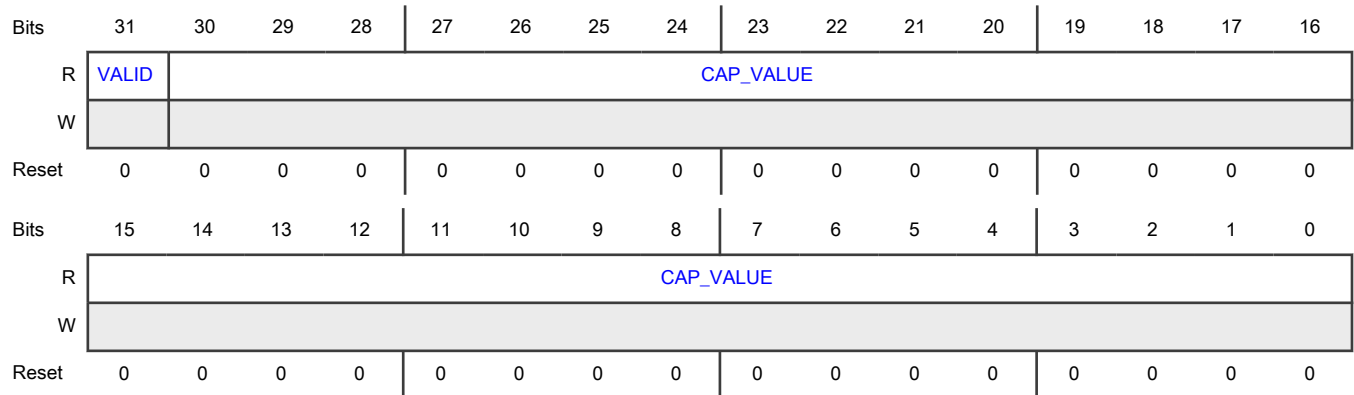 Bits 31 30 29 28 27 26 25 24 23 22 21 20 19 18 17 16
R VALID CAP_VALUE
W
Reset 0 0 0 0 0 0 0 0 0 0 0 0 0 0 0 0
Bits 15 14 13 12 11 10 9 8 7 6 5 4 3 2 1 0
R CAP_VALUE
W
Reset 0 0 0 0 0 0 0 0 0 0 0 0 0 0 0 0